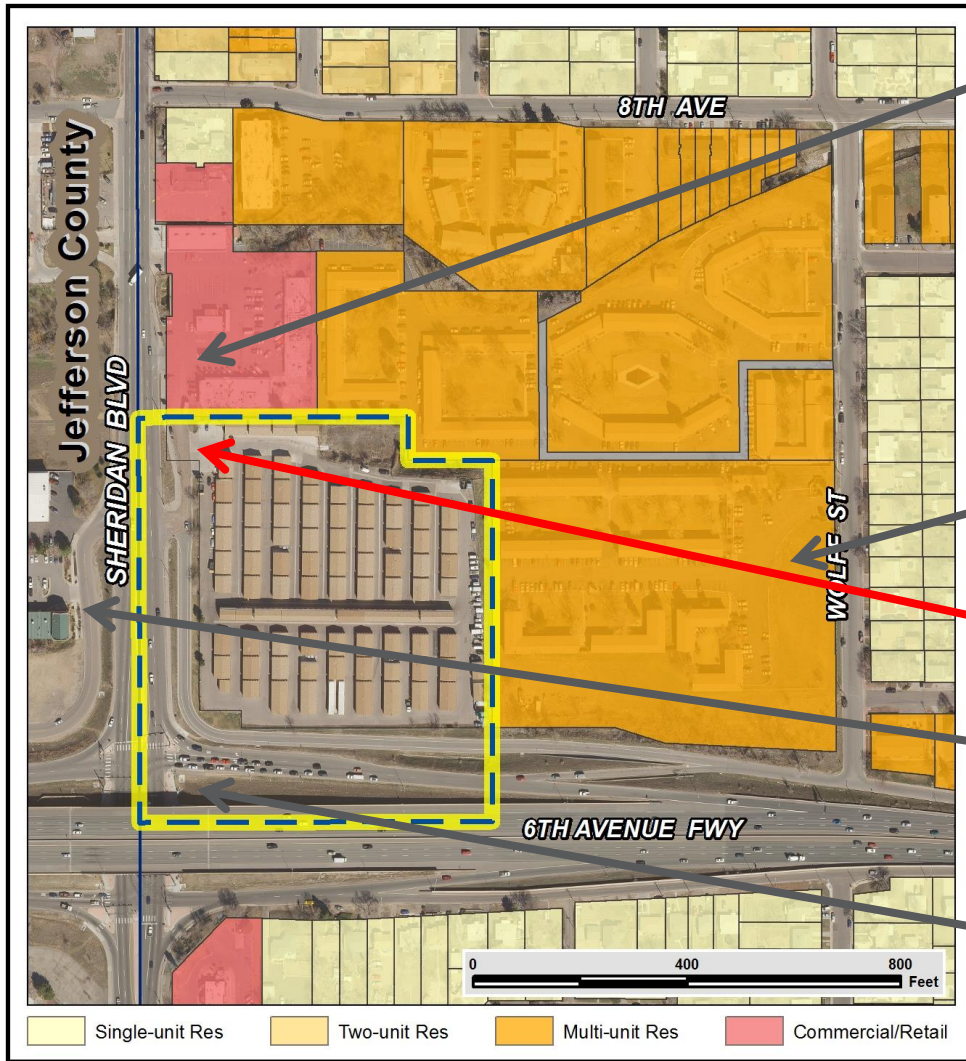 8TH AVE
Jefferson County
SHERIDAN BLVD
WOLFE ST
6TH AVENUE FWY
0 400 800
Feet
Single-unit Res Two-unit Res Multi-unit Res Commercial/Retail